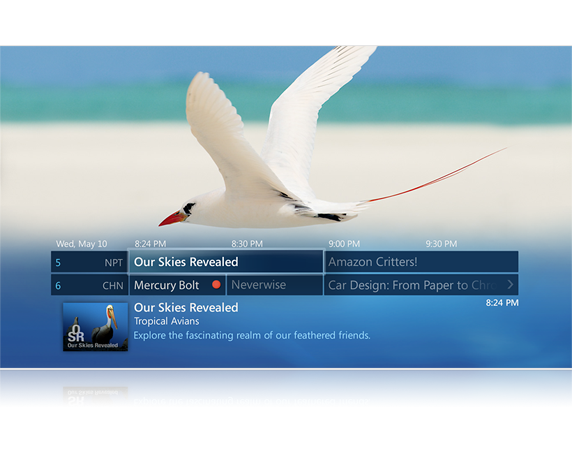 Wed, May 10 8:24 PM 8:30 PM 9:00 PM 9:30 PM
5 NPT Our Skies Revealed Amazon Critters!
6 CHN Mercury Bolt Neverwise Car Design: From Paper to Chr
8:24 PM
Our Skies Revealed
Tropical Avians
Explore the fascinating realm of our feathered friends.
OSR
Our Skies Revealed